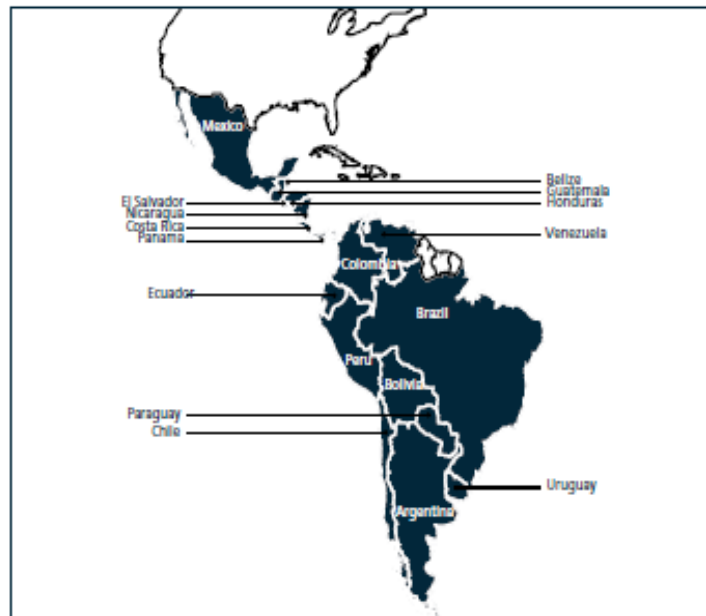 Mexico
Belize
Guatemala
El Salvador
Honduras
Nicaragua
Costa Rica
Panama
Venezuela
Colombia
Ecuador
Brazil
Peru
Bolivia
Paraguay
Chile
Uruguay
Argentina